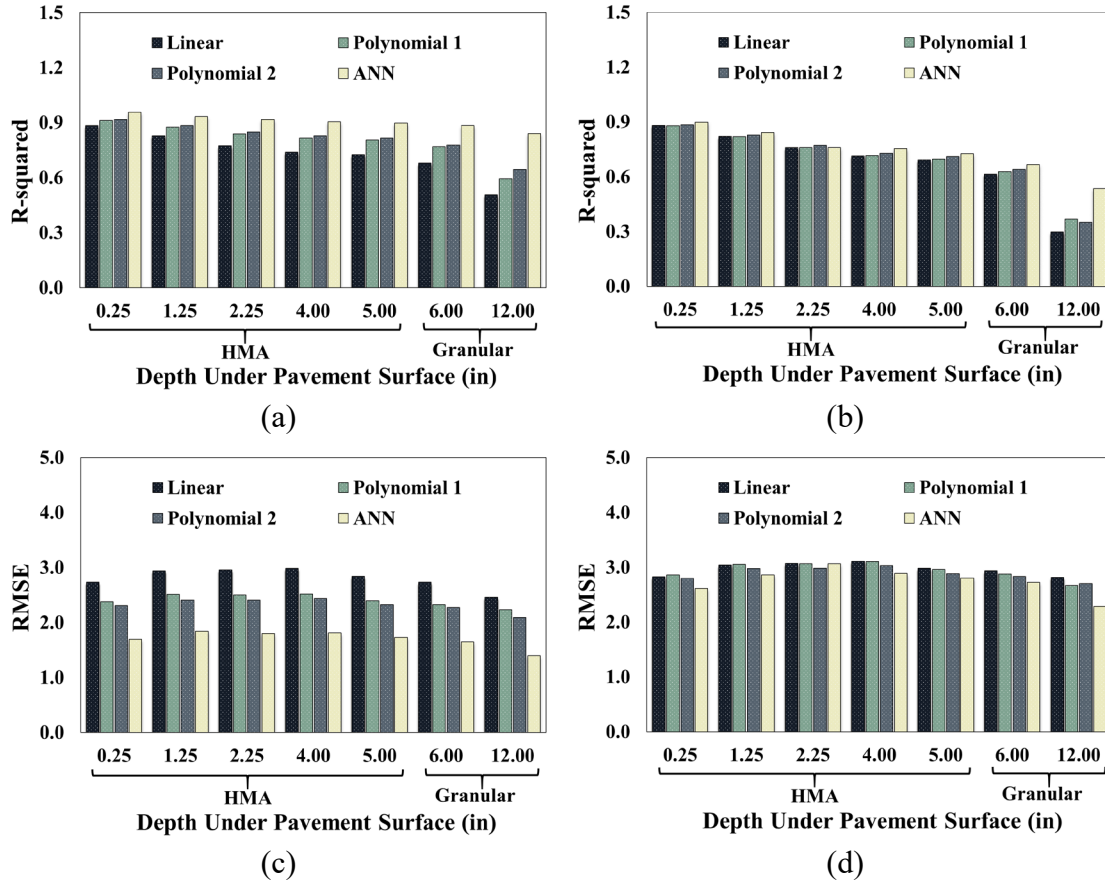 1.5
1.2
0.9
0.6
0.3
0.0
R-squared
Linear
Polynomial 1
Polynomial 2
ANN
0.25 1.25 2.25 4.00 5.00 6.00 12.00
HMA
Granular
Depth Under Pavement Surface (in)
(a)
1.5
1.2
0.9
0.6
0.3
0.0
R-squared
Linear
Polynomial 1
Polynomial 2
ANN
0.25 1.25 2.25 4.00 5.00 6.00 12.00
HMA
Granular
Depth Under Pavement Surface (in)
(b)
5.0
4.0
3.0
2.0
1.0
0.0
RMSE
Linear
Polynomial 1
Polynomial 2
ANN
0.25 1.25 2.25 4.00 5.00 6.00 12.00
HMA
Granular
Depth Under Pavement Surface (in)
(c)
5.0
4.0
3.0
2.0
1.0
0.0
RMSE
Linear
Polynomial 1
Polynomial 2
ANN
0.25 1.25 2.25 4.00 5.00 6.00 12.00
HMA
Granular
Depth Under Pavement Surface (in)
(d)